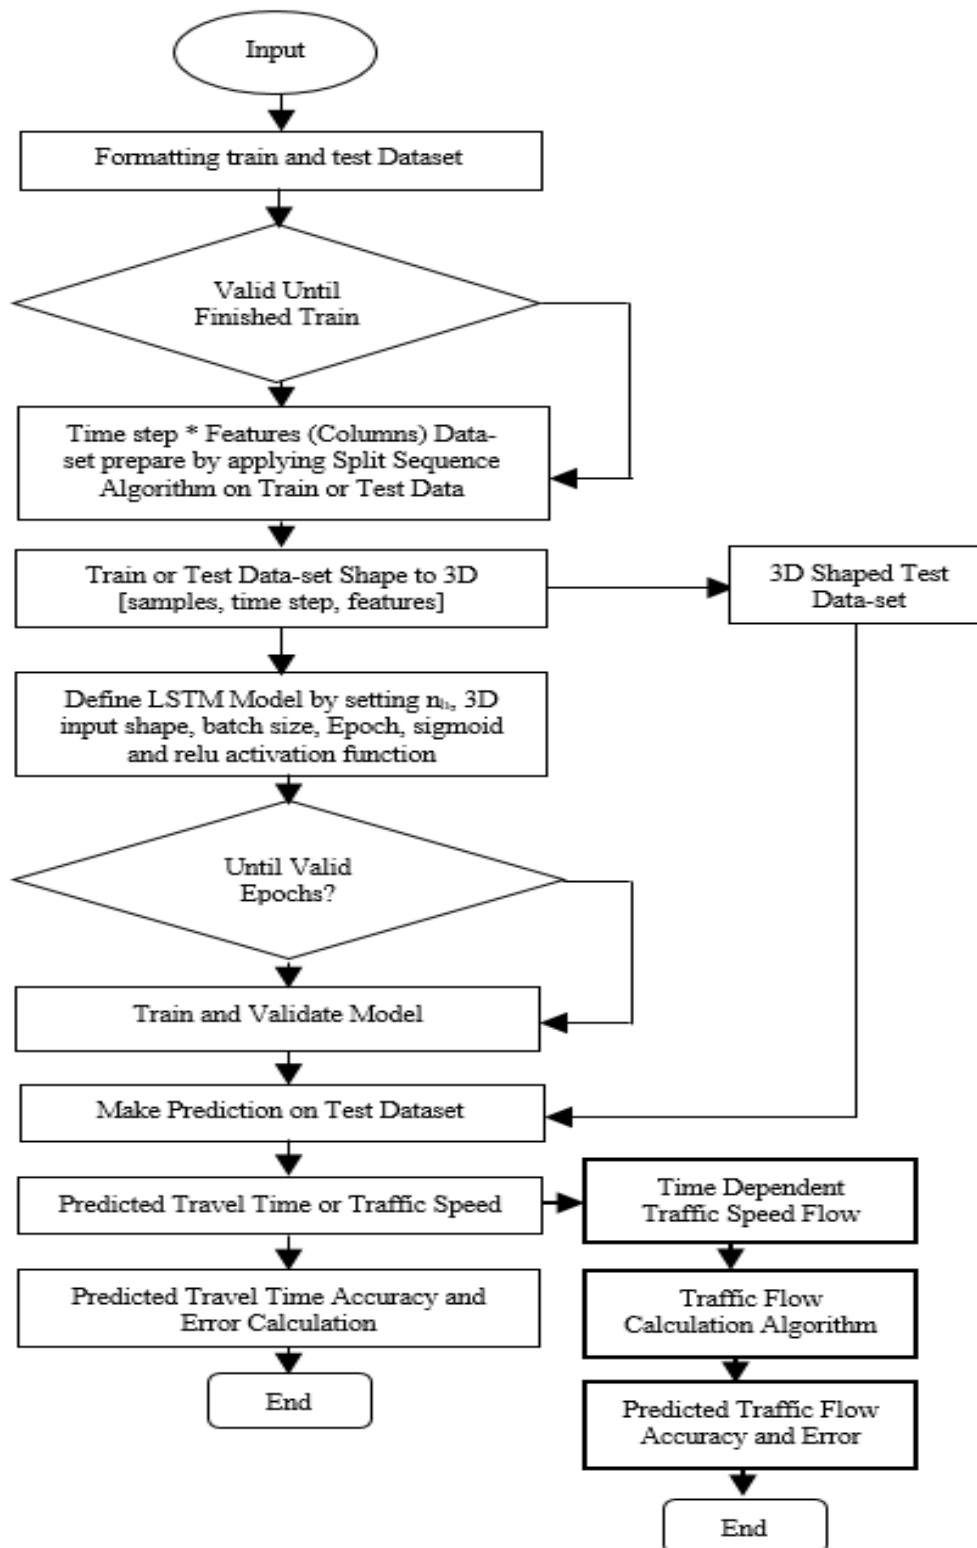 Input
Formatting train and test Dataset
Valid Until
Finished Train
Time step * Features (Columns) Data-
set prepare by applying Split Sequence
Algorithm on Train or Test Data
Train or Test Data-set Shape to 3D
[samples, time step, features]
3D Shaped Test
Data-set
Define LSTM Model by setting nₕ, 3D
input shape, batch size, Epoch, sigmoid
and relu activation function
Until Valid
Epochs?
Train and Validate Model
Make Prediction on Test Dataset
Predicted Travel Time or Traffic Speed
Time Dependent
Traffic Speed Flow
Predicted Travel Time Accuracy and
Error Calculation
Traffic Flow
Calculation Algorithm
End
Predicted Traffic Flow
Accuracy and Error
End